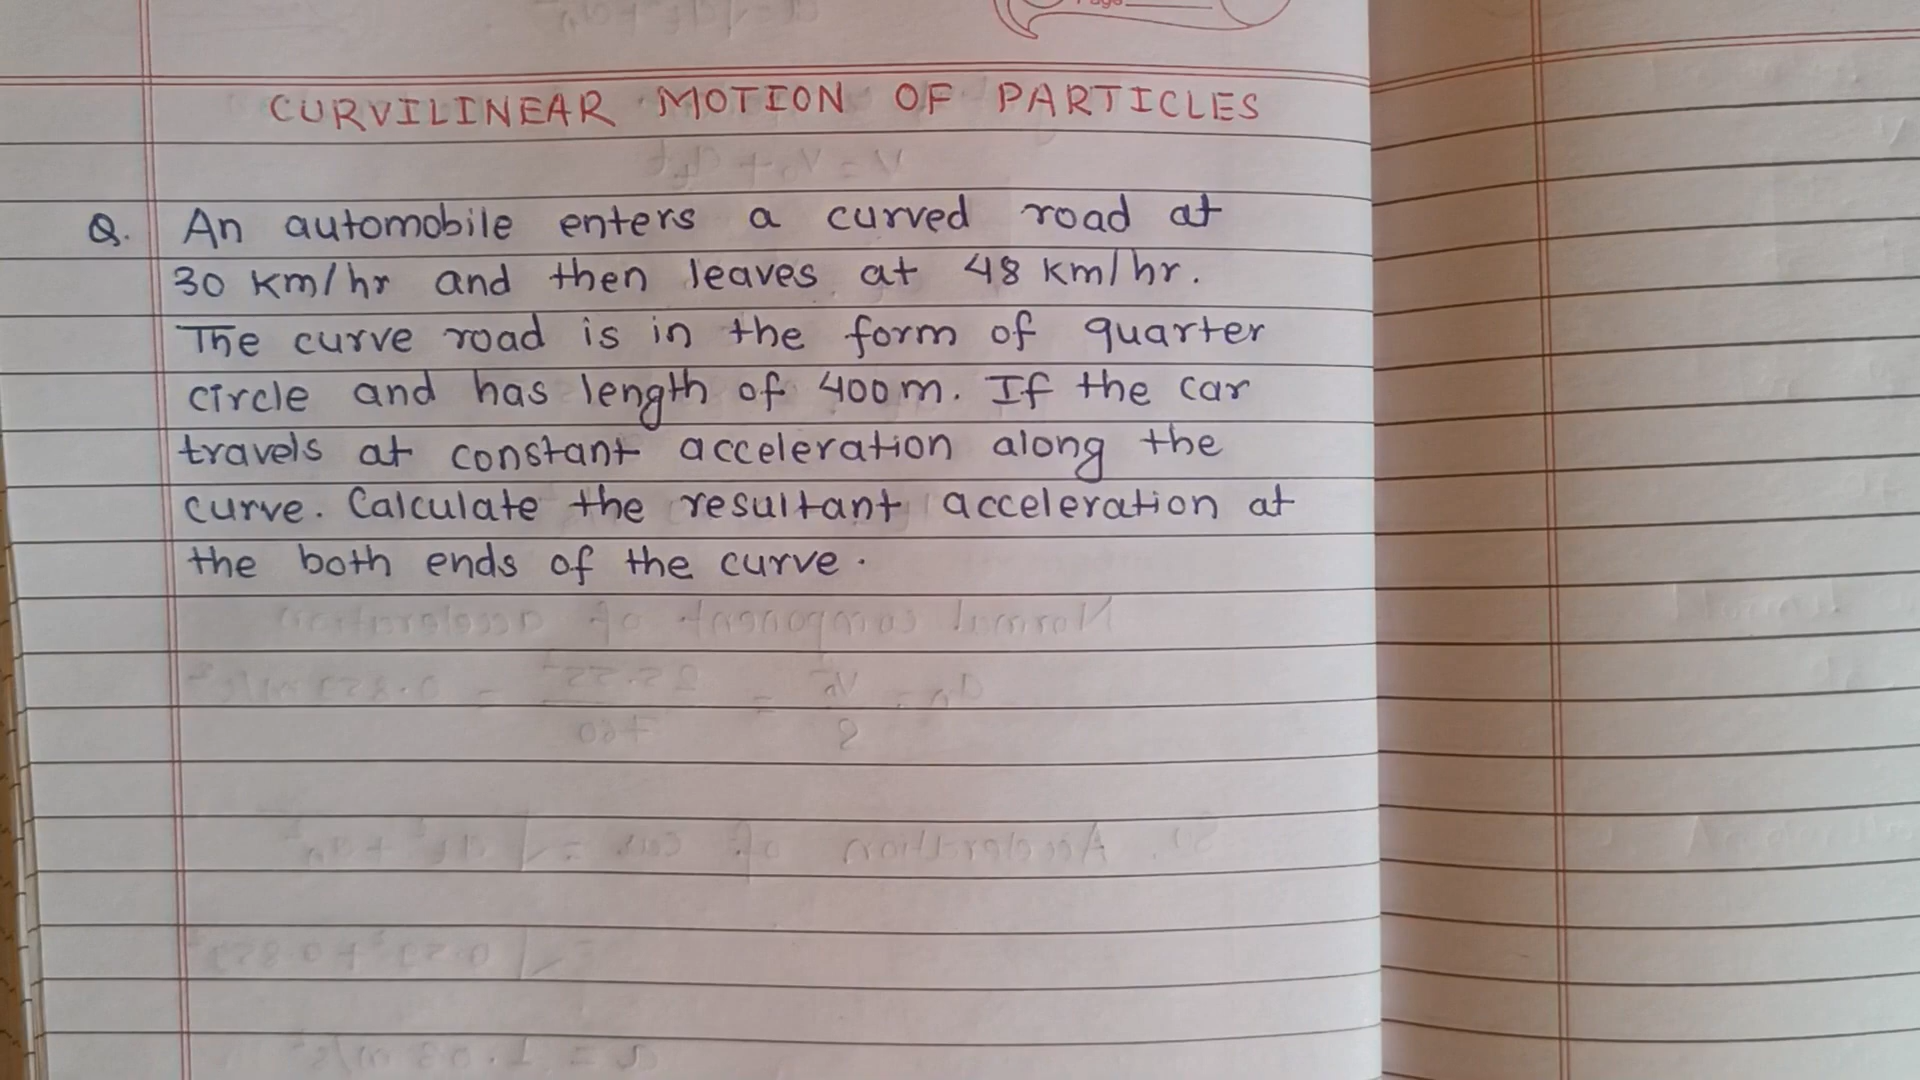 CURVILINEAR MOTION OF PARTICLES
Q. An automobile enters a curved road at
30 km/hr and then leaves at 48 km/hr.
The curve road is in the form of quarter
circle and has length of 400 m. If the car
travels at constant acceleration along the
curve. Calculate the resultant acceleration at
the both ends of the curve.